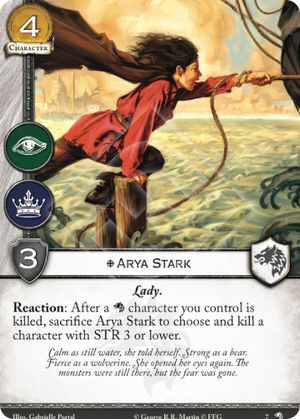 4
CHARACTER
3
ARYA STARK
Lady.
Reaction: After a character you control is
killed, sacrifice Arya Stark to choose and kill a
character with STR 3 or lower.
Calm as still water, she told herself. Strong as a bear.
Fierce as a wolverine. She opened her eyes again. The
monsters were still there, but the fear was gone.
Illus. Gabrielle Portal
© George R.R. Martin © FFG
7